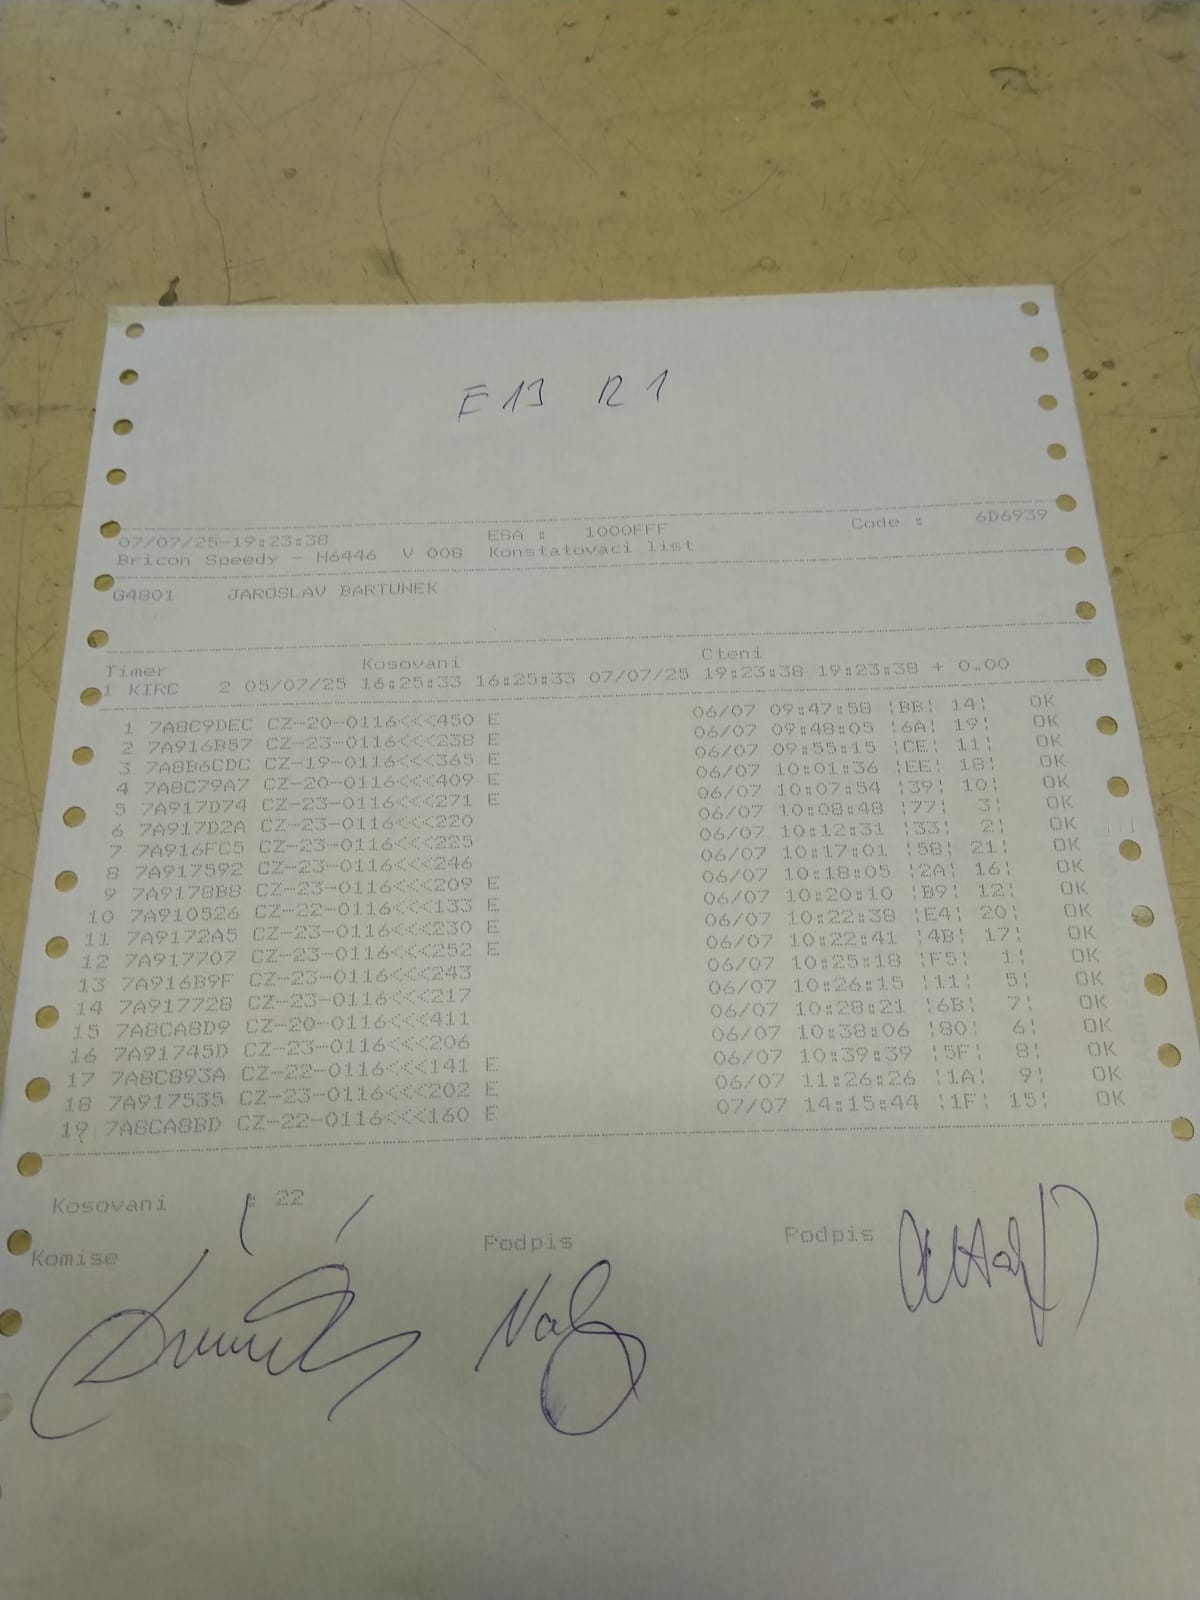 E13 R1
07/07/25-19:23:38 ESA : 1000FFF Code : 6D6939
Bricon Speedy - H6446 V 008 Konstatovaci list
G4801 JAROSLAV BARTUNEK
Timer Kosovani Cteni
1 KIRC 2 05/07/25 16:25:33 16:25:33 07/07/25 19:23:38 19:23:38 + 0.00
1 7A8C9DEC CZ-20-0116<<<450 E 06/07 09:47:58 ¦BB¦ 14¦ OK
2 7A916B57 CZ-23-0116<<<238 E 06/07 09:48:05 ¦6A¦ 19¦ OK
3 7A8B6CDC CZ-19-0116<<<365 E 06/07 09:55:15 ¦CE¦ 11¦ OK
4 7A8C79A7 CZ-20-0116<<<409 E 06/07 10:01:36 ¦EE¦ 18¦ OK
5 7A917D74 CZ-23-0116<<<271 E 06/07 10:07:54 ¦39¦ 10¦ OK
6 7A917D2A CZ-23-0116<<<220 06/07 10:08:48 ¦77¦ 3¦ OK
7 7A916FC5 CZ-23-0116<<<225 06/07 10:12:31 ¦33¦ 2¦ OK
8 7A917592 CZ-23-0116<<<246 06/07 10:17:01 ¦58¦ 21¦ OK
9 7A9178B8 CZ-23-0116<<<209 E 06/07 10:18:05 ¦2A¦ 16¦ OK
10 7A910526 CZ-22-0116<<<133 E 06/07 10:20:10 ¦B9¦ 12¦ OK
11 7A9172A5 CZ-23-0116<<<230 E 06/07 10:22:38 ¦E4¦ 20¦ OK
12 7A917707 CZ-23-0116<<<252 E 06/07 10:22:41 ¦4B¦ 17¦ OK
13 7A916B9F CZ-23-0116<<<243 06/07 10:25:18 ¦F5¦ 1¦ OK
14 7A917728 CZ-23-0116<<<217 06/07 10:26:15 ¦11¦ 5¦ OK
15 7A8CA8D9 CZ-20-0116<<<411 06/07 10:28:21 ¦6B¦ 7¦ OK
16 7A91745D CZ-23-0116<<<206 06/07 10:38:06 ¦80¦ 6¦ OK
17 7A8C893A CZ-22-0116<<<141 E 06/07 10:39:39 ¦5F¦ 8¦ OK
18 7A917535 CZ-23-0116<<<202 E 06/07 11:26:26 ¦1A¦ 9¦ OK
19 7A8CA8BD CZ-22-0116<<<160 E 07/07 14:15:44 ¦1F¦ 15¦ OK
Kosovani : 22
Komise Podpis Podpis